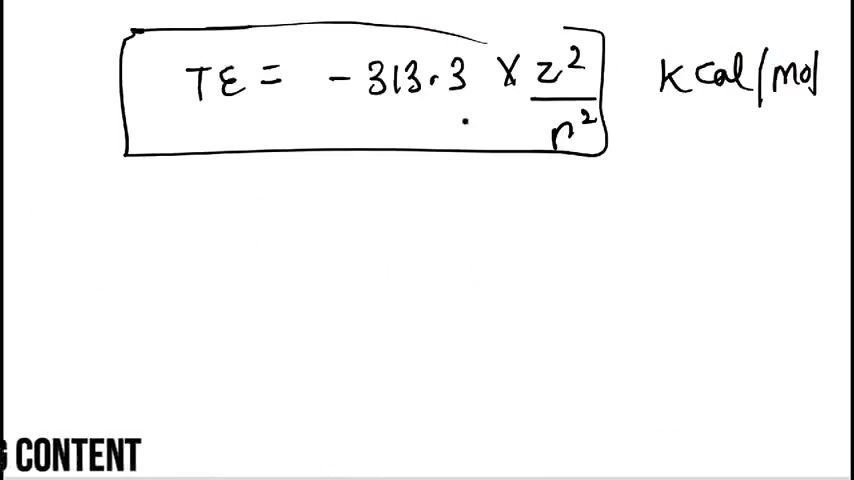 TE = - 313.3 X z²/n² Kcal/mol
CONTENT